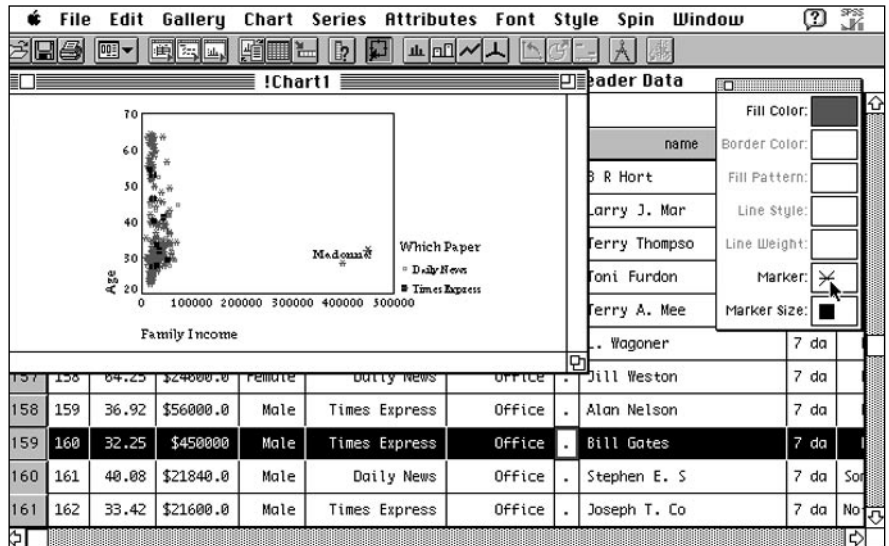 File Edit Gallery Chart Series Attributes Font Style Spin Window ? SPSS
!Chart1
eader Data
70
60
50
40
30
20
Age
0 100000 200000 300000 400000 500000
Family Income
Madonna
Which Paper
Daily News
Times Express
Fill Color:
Border Color:
Fill Pattern:
Line Style:
Line Weight:
Marker:
Marker Size:
name
B R Hort
Larry J. Mar
Terry Thompso
Toni Furdon
Terry A. Mee
L. Wagoner 7 da
157 158 64.25 $24600.0 Female Daily News Office . Jill Weston 7 da
158 159 36.92 $56000.0 Male Times Express Office . Alan Nelson 7 da
159 160 32.25 $450000 Male Times Express Office . Bill Gates 7 da
160 161 40.08 $21840.0 Male Daily News Office . Stephen E. S 7 da Sor
161 162 33.42 $21600.0 Male Times Express Office . Joseph T. Co 7 da No